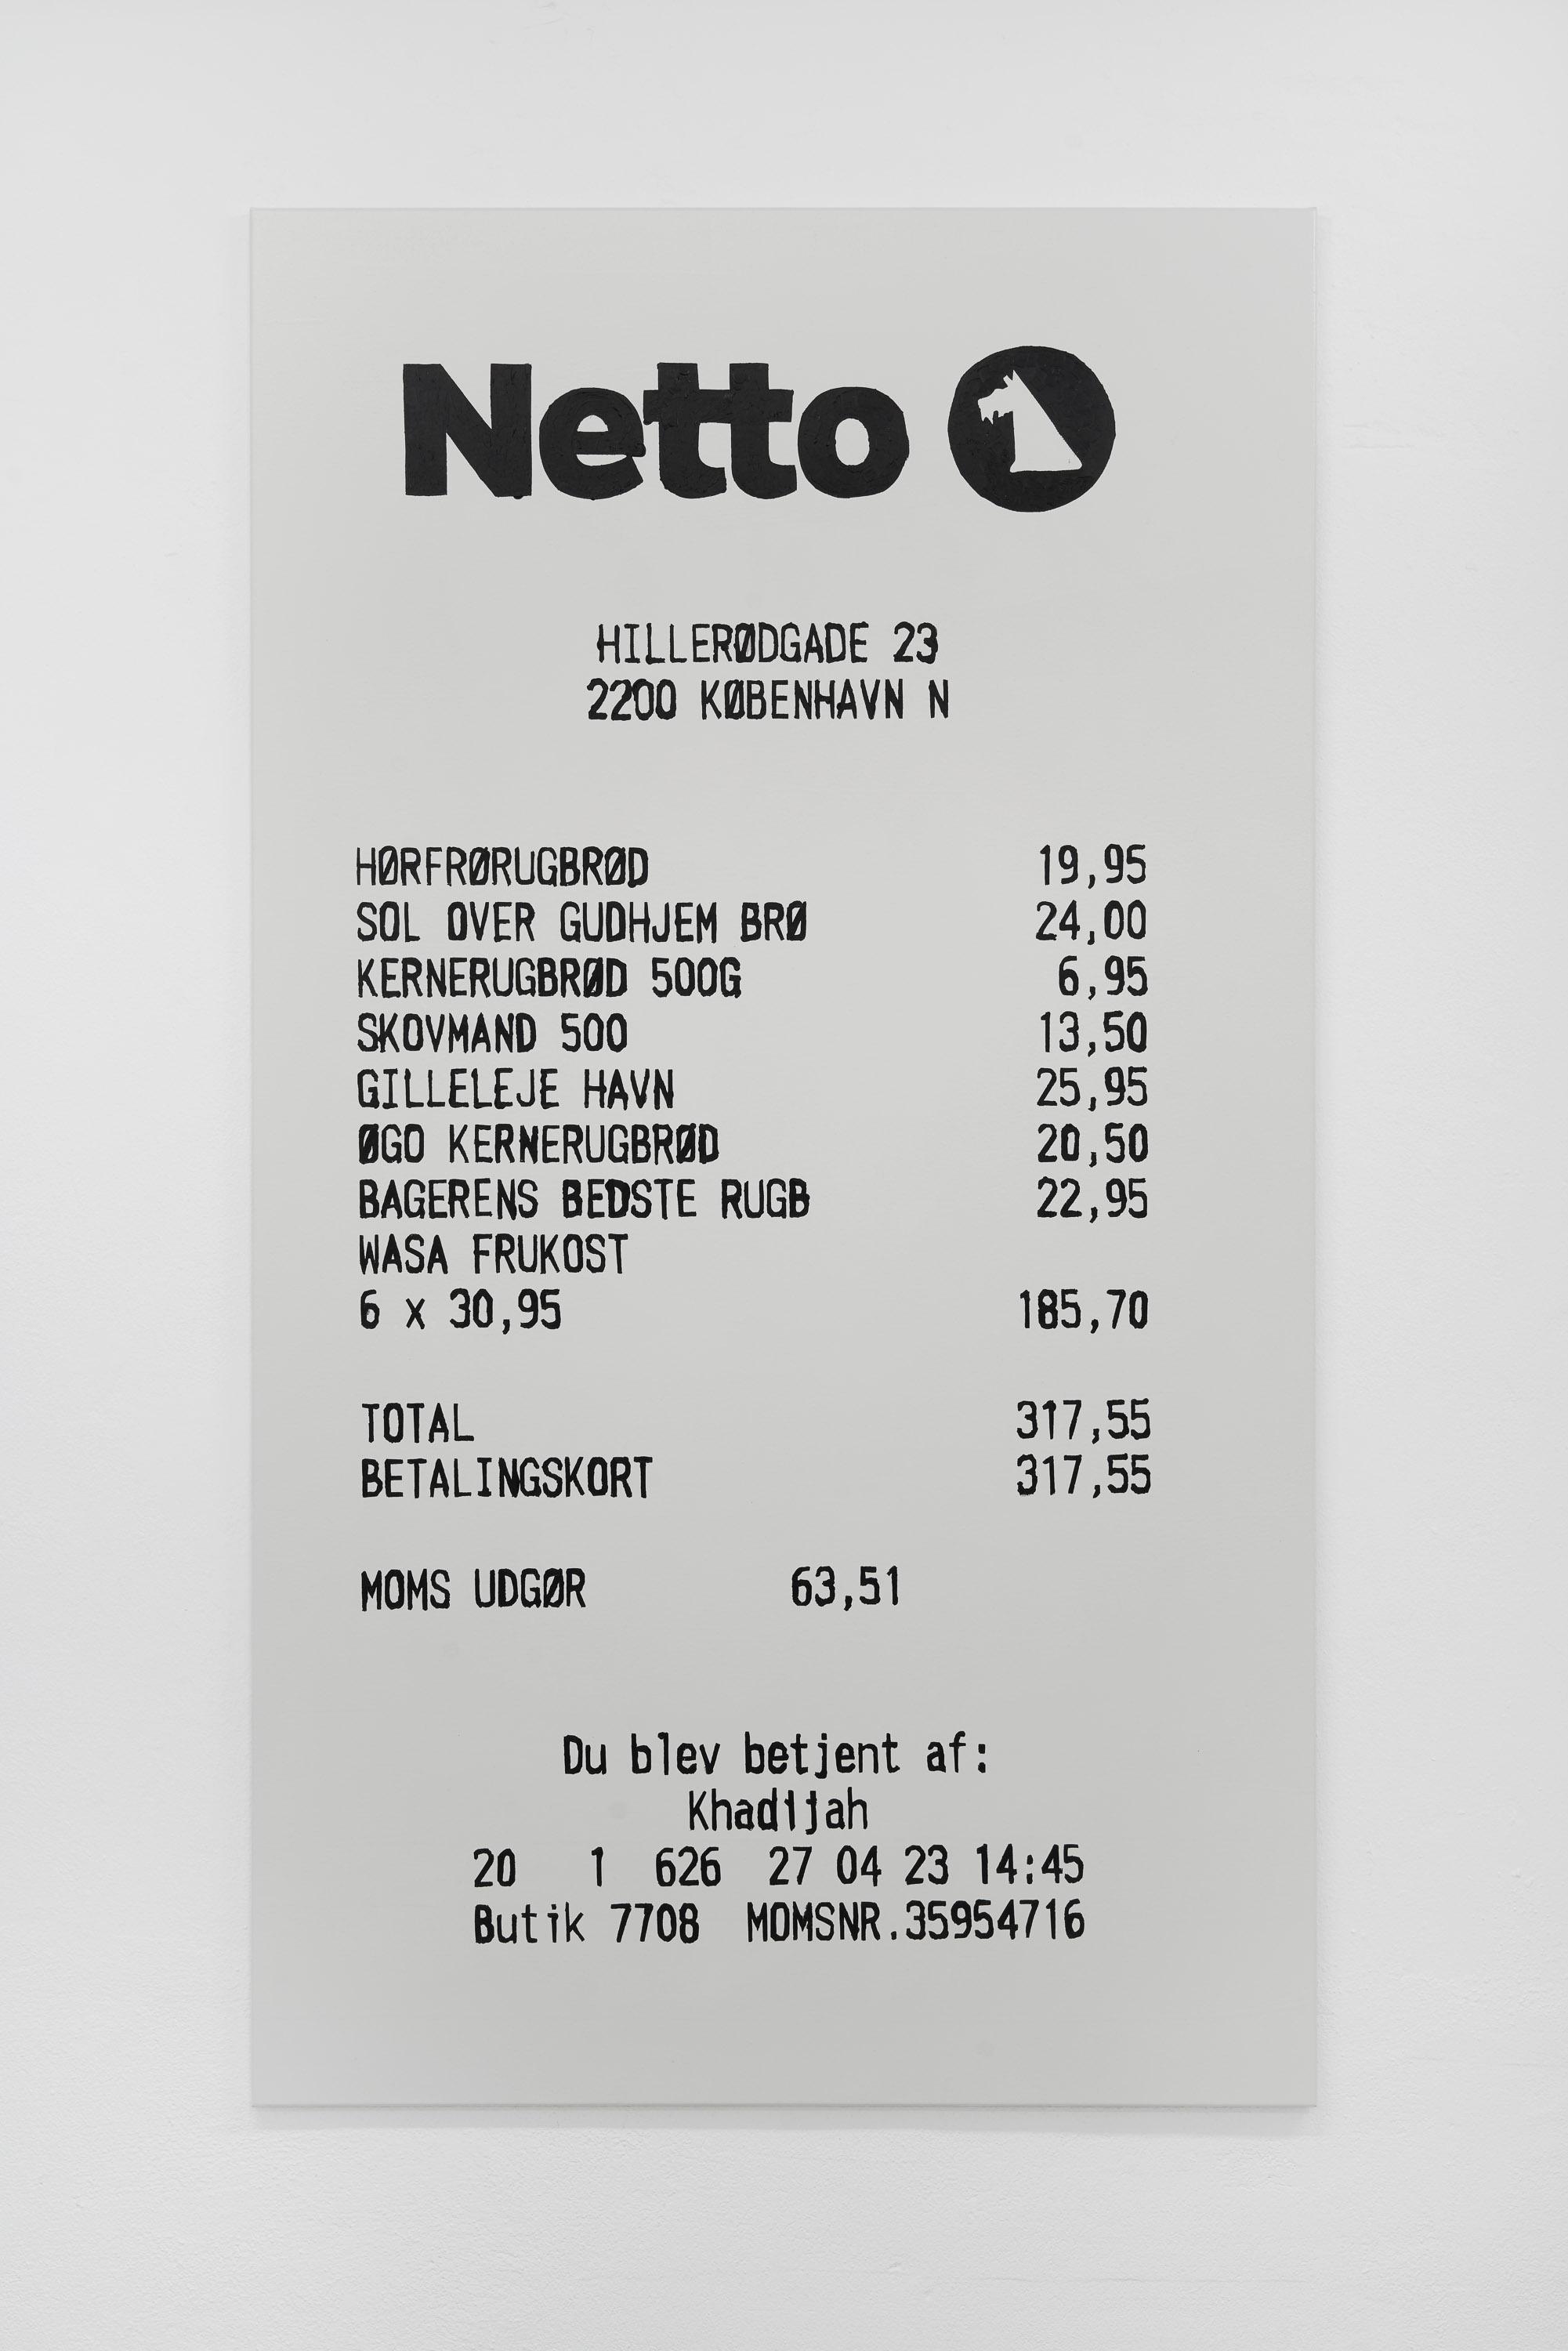 Netto
HILLERØDGADE 23
2200 KØBENHAVN N
HØRFRØRUGBRØD 19,95
SOL OVER GUDHJEM BRØ 24,00
KERNERUGBRØD 500G 6,95
SKOVMAND 500 13,50
GILLELEJE HAVN 25,95
ØGO KERNERUGBRØD 20,50
BAGERENS BEDSTE RUGB 22,95
WASA FRUKOST
6 x 30,95 185,70
TOTAL 317,55
BETALINGSKORT 317,55
MOMS UDGØR 63,51
Du blev betjent af:
Khadijah
20 1 626 27 04 23 14:45
Butik 7708 MOMSNR.35954716